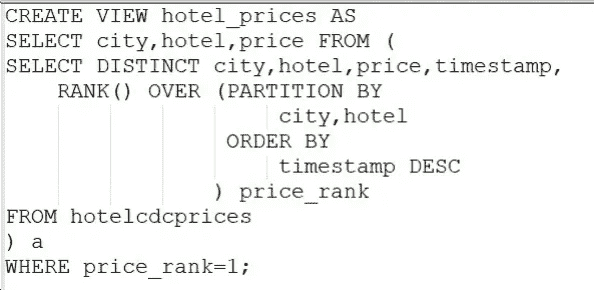 CREATE VIEW hotel_prices AS
SELECT city,hotel,price FROM (
SELECT DISTINCT city,hotel,price,timestamp,
RANK() OVER (PARTITION BY
city,hotel
ORDER BY
timestamp DESC
) price_rank
FROM hotelcdcprices
) a
WHERE price_rank=1;